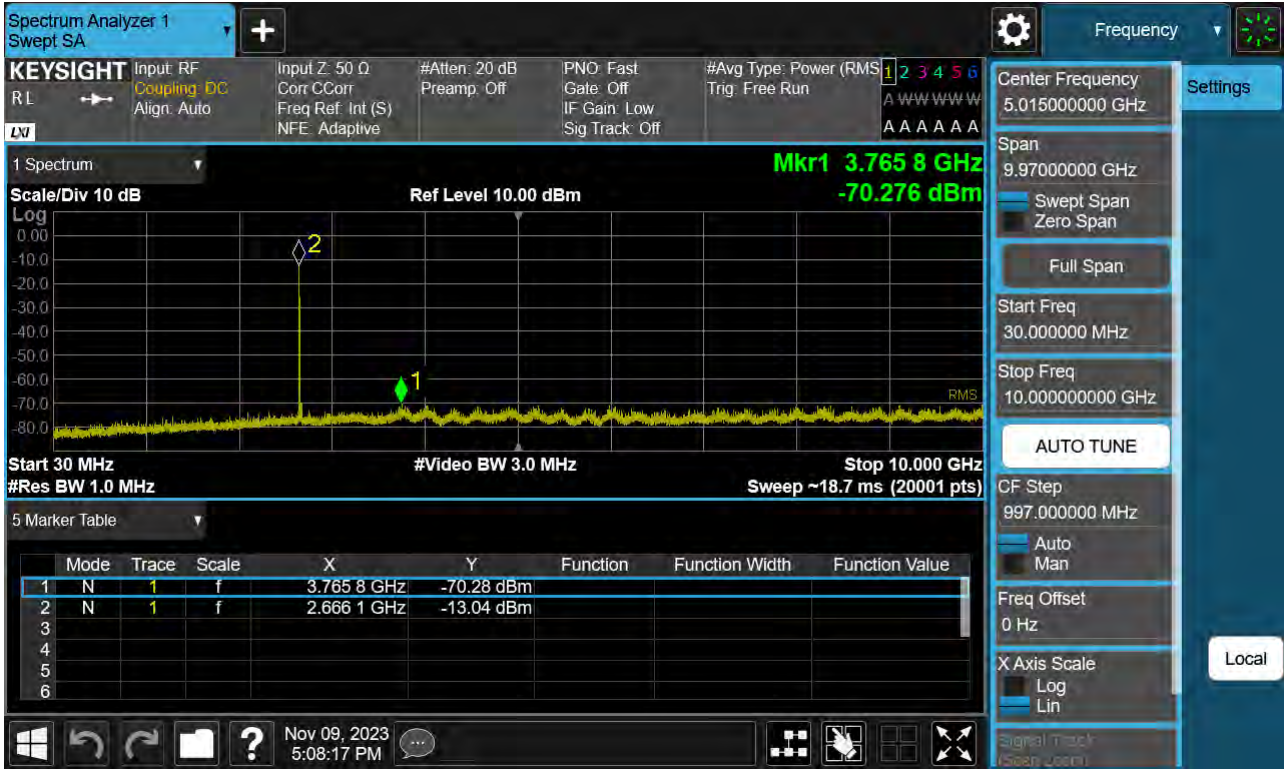 Spectrum Analyzer 1
Swept SA
Frequency
KEYSIGHT
RL
LXI
Input: RF
Coupling: DC
Align: Auto
Input Z: 50 Ω
Corr CCorr
Freq Ref: Int (S)
NFE: Adaptive
#Atten: 20 dB
Preamp: Off
PNO: Fast
Gate: Off
IF Gain: Low
Sig Track: Off
#Avg Type: Power (RMS
Trig: Free Run
1 2 3 4 5 6
A W W W W W
A A A A A A
1 Spectrum
Mkr1 3.765 8 GHz
-70.276 dBm
Scale/Div 10 dB
Ref Level 10.00 dBm
Log
0.00
-10.0
-20.0
-30.0
-40.0
-50.0
-60.0
-70.0
-80.0
2
1
RMS
Start 30 MHz
#Video BW 3.0 MHz
Stop 10.000 GHz
#Res BW 1.0 MHz
Sweep ~18.7 ms (20001 pts)
5 Marker Table
Mode Trace Scale X Y Function Function Width Function Value
1 N 1 f 3.765 8 GHz -70.28 dBm
2 N 1 f 2.666 1 GHz -13.04 dBm
3
4
5
6
Nov 09, 2023
5:08:17 PM
Center Frequency
5.015000000 GHz
Settings
Span
9.97000000 GHz
Swept Span
Zero Span
Full Span
Start Freq
30.000000 MHz
Stop Freq
10.000000000 GHz
AUTO TUNE
CF Step
997.000000 MHz
Auto
Man
Freq Offset
0 Hz
X Axis Scale
Log
Lin
Local
Signal Track
(Span Zoom)